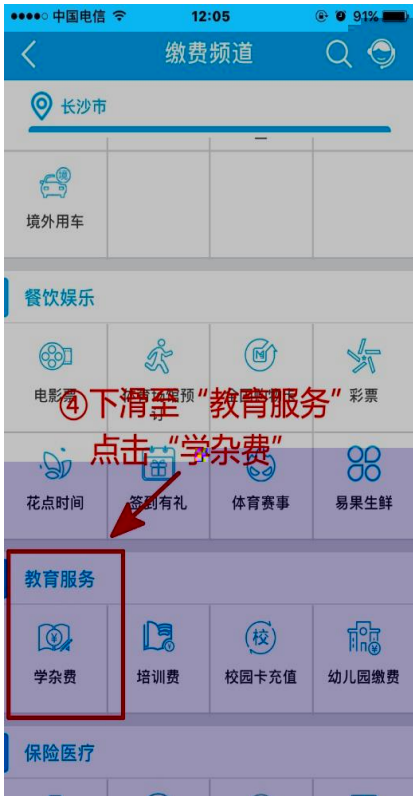 中国电信 12:05 91%
缴费频道
长沙市
境
境外用车
餐饮娱乐
④下滑至“教育服务”
点击“学杂费”
电影票 彩票
花点时间 签到有礼 体育赛事 易果生鲜
教育服务
校
学杂费 培训费 校园卡充值 幼儿园缴费
保险医疗